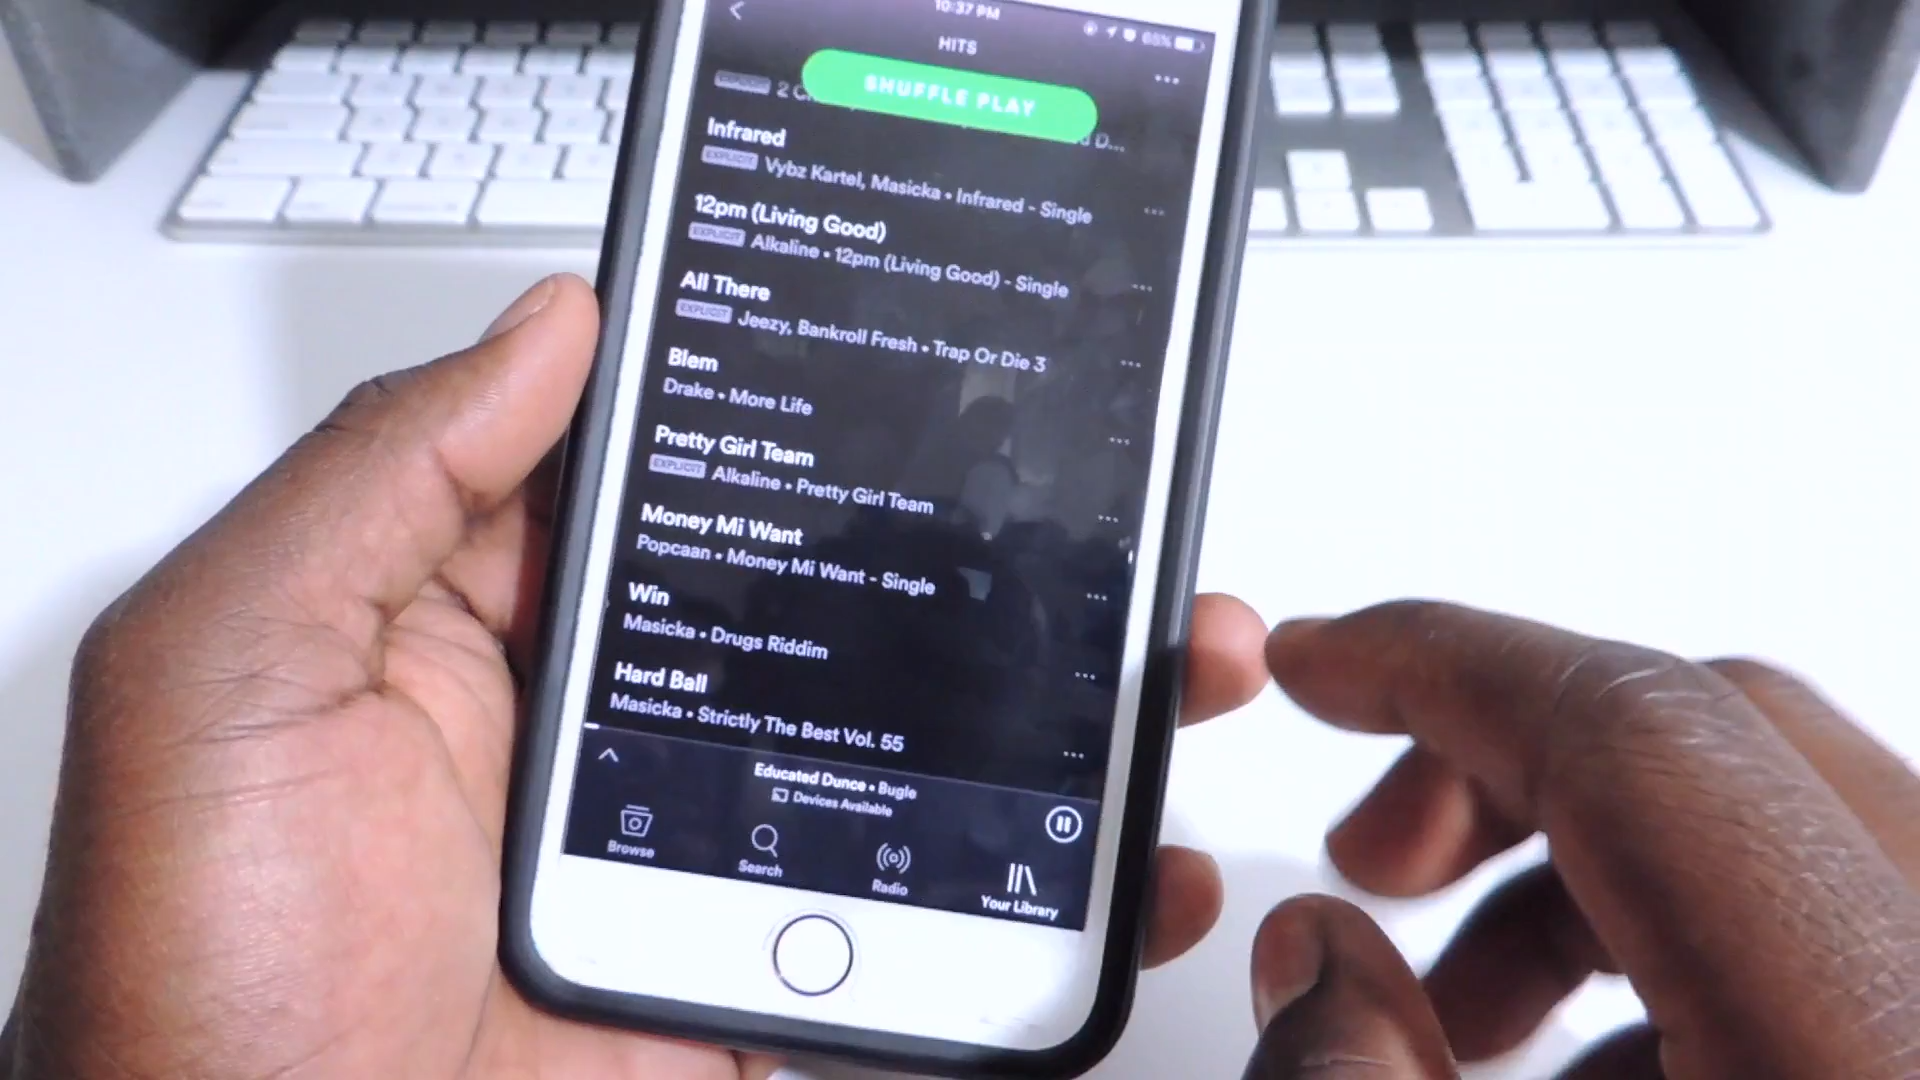 10:37 PM
65%
HITS
SHUFFLE PLAY
EXPLICIT 2 D...
Infrared
EXPLICIT Vybz Kartel, Masicka • Infrared - Single
12pm (Living Good)
EXPLICIT Alkaline • 12pm (Living Good) - Single
All There
EXPLICIT Jeezy, Bankroll Fresh • Trap Or Die 3
Blem
Drake • More Life
Pretty Girl Team
EXPLICIT Alkaline • Pretty Girl Team
Money Mi Want
Popcaan • Money Mi Want - Single
Win
Masicka • Drugs Riddim
Hard Ball
Masicka • Strictly The Best Vol. 55
Educated Dunce • Bugle
Devices Available
Browse
Search
Radio
Your Library